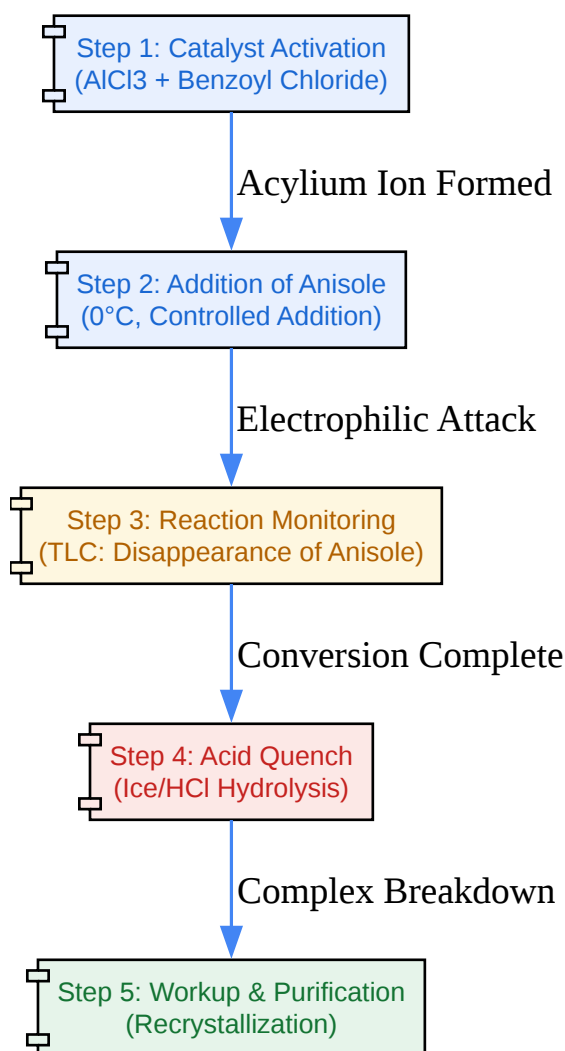 Step 1: Catalyst Activation
(AlCl3 + Benzoyl Chloride)
Acylium Ion Formed
Step 2: Addition of Anisole
(0°C, Controlled Addition)
Electrophilic Attack
Step 3: Reaction Monitoring
(TLC: Disappearance of Anisole)
Conversion Complete
Step 4: Acid Quench
(Ice/HCl Hydrolysis)
Complex Breakdown
Step 5: Workup & Purification
(Recrystallization)